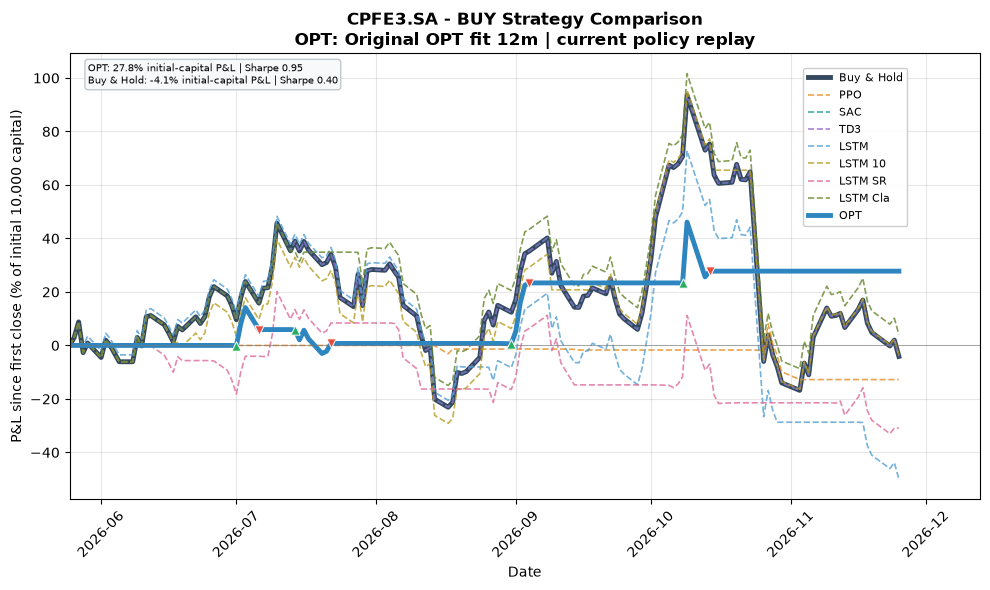 CPFE3.SA - BUY Strategy Comparison
OPT: Original OPT fit 12m | current policy replay
OPT: 27.8% initial-capital P&L | Sharpe 0.95
Buy & Hold: -4.1% initial-capital P&L | Sharpe 0.40
Buy & Hold
PPO
SAC
TD3
LSTM
LSTM 10
LSTM SR
LSTM Cla
OPT
P&L since first close (% of initial 10,000 capital)
100
80
60
40
20
0
−20
−40
2026-06
2026-07
2026-08
2026-09
2026-10
2026-11
2026-12
Date